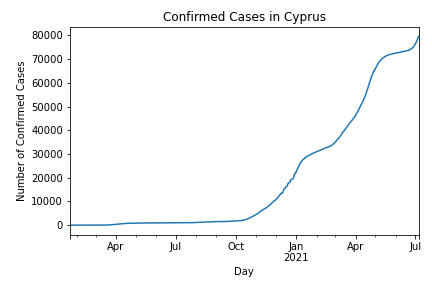 Confirmed Cases in Cyprus
Number of Confirmed Cases
80000
70000
60000
50000
40000
30000
20000
10000
0
Apr
Jul
Oct
Jan
2021
Apr
Jul
Day